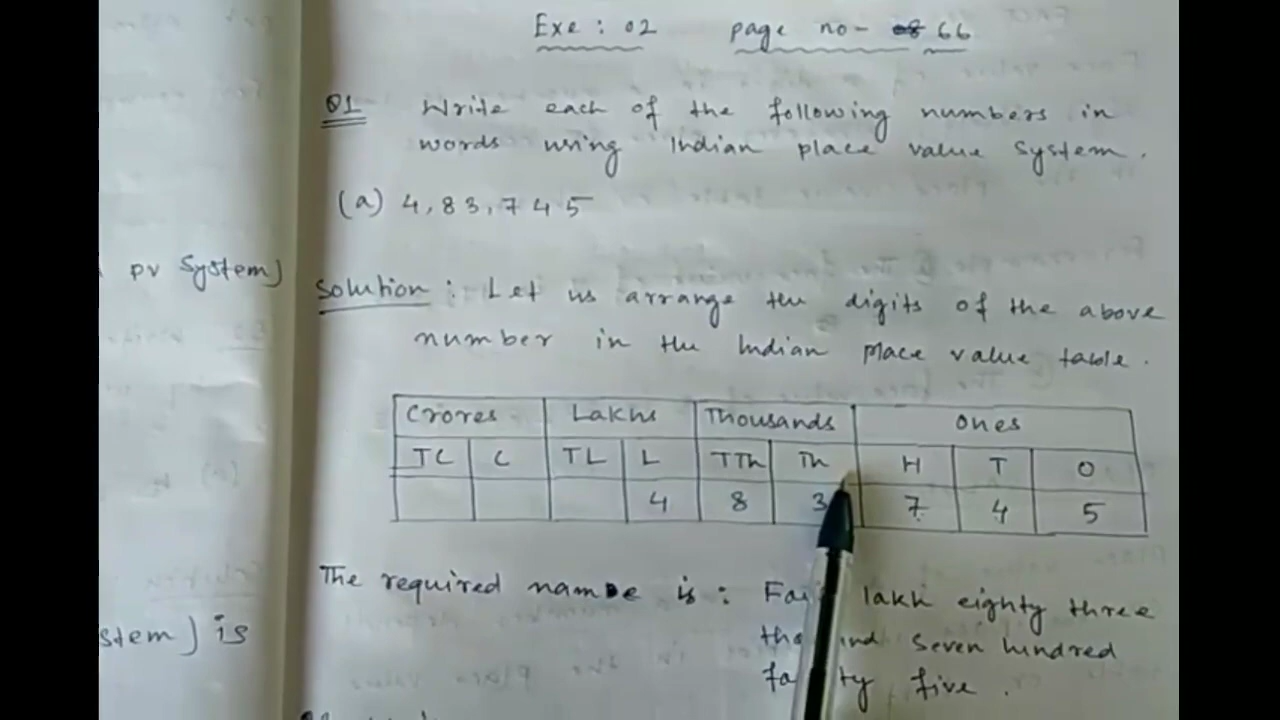 Exe : 02 page no- 66
Q1 Write each of the following numbers in
words using Indian place value system.
(a) 4,83,745
pv system)
Solution : Let us arrange the digits of the above
number in the Indian place value table.
Crores Lakhs Thousands Ones
TC C TL L TTh Th H T O
4 8 3 7 4 5
The required name is : lakh eighty three
seven hundred
stem) is
five.